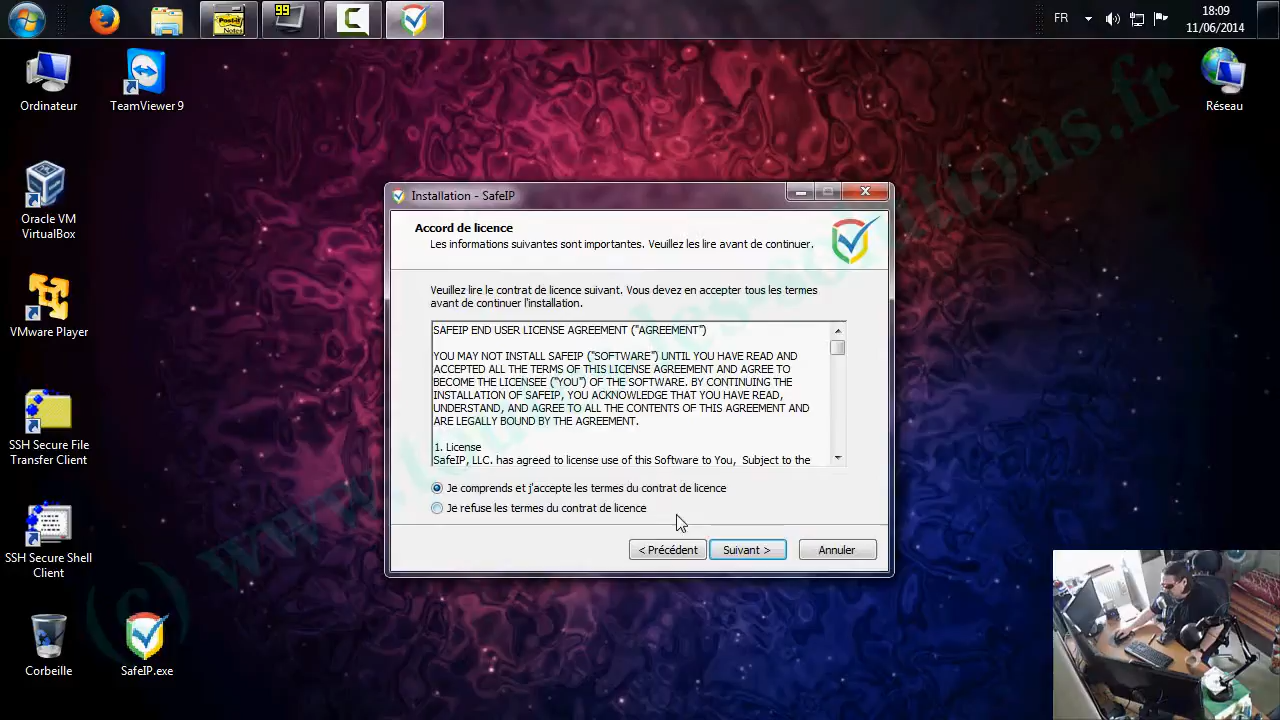 99
Post-it
Notes
FR
18:09
11/06/2014
Ordinateur
TeamViewer 9
Réseau
Oracle VM
VirtualBox
VMware Player
SSH Secure File
Transfer Client
SSH Secure Shell
Client
Corbeille
SafeIP.exe
Installation - SafeIP
Accord de licence
Les informations suivantes sont importantes. Veuillez les lire avant de continuer.
Veuillez lire le contrat de licence suivant. Vous devez en accepter tous les termes
avant de continuer l'installation.
SAFEIP END USER LICENSE AGREEMENT ("AGREEMENT")
YOU MAY NOT INSTALL SAFEIP ("SOFTWARE") UNTIL YOU HAVE READ AND
ACCEPTED ALL THE TERMS OF THIS LICENSE AGREEMENT AND AGREE TO
BECOME THE LICENSEE ("YOU") OF THE SOFTWARE. BY CONTINUING THE
INSTALLATION OF SAFEIP, YOU ACKNOWLEDGE THAT YOU HAVE READ,
UNDERSTAND, AND AGREE TO ALL THE CONTENTS OF THIS AGREEMENT AND
ARE LEGALLY BOUND BY THE AGREEMENT.
1. License
SafeIP, LLC. has agreed to license use of this Software to You, Subject to the
Je comprends et j'accepte les termes du contrat de licence
Je refuse les termes du contrat de licence
< Précédent
Suivant >
Annuler